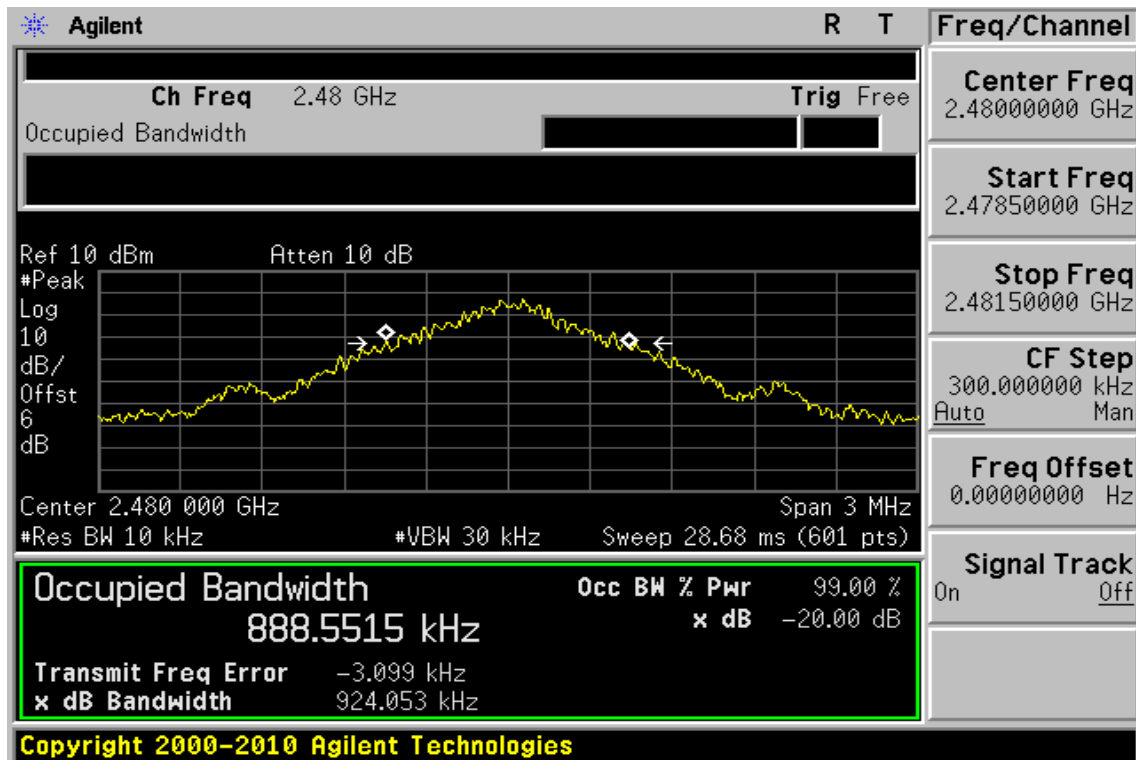 Agilent R T
Freq/Channel
Ch Freq 2.48 GHz Trig Free
Occupied Bandwidth
Center Freq
2.48000000 GHz
Start Freq
2.47850000 GHz
Stop Freq
2.48150000 GHz
CF Step
300.000000 kHz
Auto Man
Freq Offset
0.00000000 Hz
Signal Track
On Off
Ref 10 dBm Atten 10 dB
#Peak
Log
10
dB/
Offst
6
dB
Center 2.480 000 GHz Span 3 MHz
#Res BW 10 kHz #VBW 30 kHz Sweep 28.68 ms (601 pts)
Occupied Bandwidth
888.5515 kHz
Occ BW % Pwr 99.00 %
x dB -20.00 dB
Transmit Freq Error -3.099 kHz
x dB Bandwidth 924.053 kHz
Copyright 2000-2010 Agilent Technologies